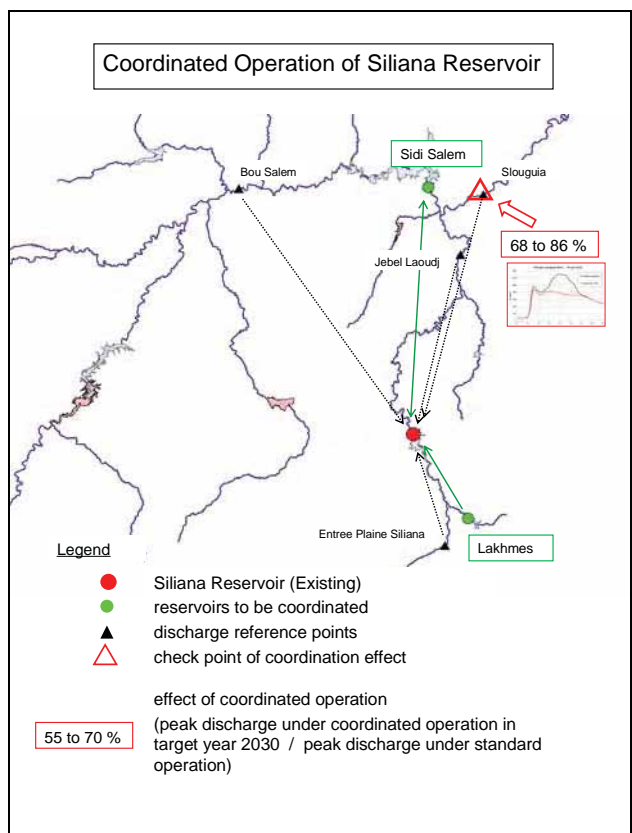 Coordinated Operation of Siliana Reservoir
Sidi Salem
Bou Salem
Slouguia
68 to 86 %
Jebel Laoudj
Entree Plaine Siliana
Lakhmes
Legend
Siliana Reservoir (Existing)
reservoirs to be coordinated
discharge reference points
check point of coordination effect
effect of coordinated operation
55 to 70 %
(peak discharge under coordinated operation in
target year 2030 / peak discharge under standard
operation)